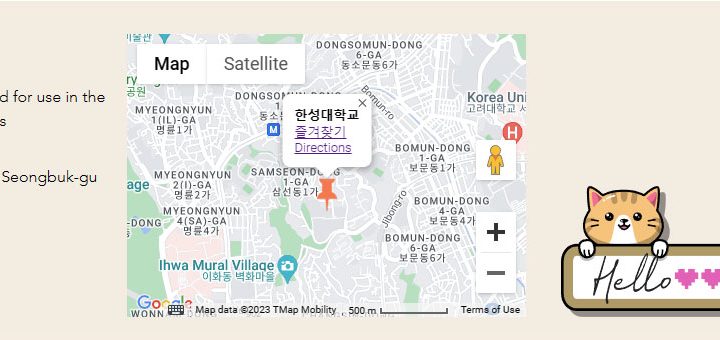 d for use in the
s
Seongbuk-gu
Map
Satellite
DONGSOMUN-DONG
6-GA
동소문동6가
MYEONGNYUN
1(IL)-GA
명륜1가
한성대학교
즐겨찾기
Directions
Bomun-ro
Korea Uni
고려대학교
BOMUN-DONG
1-GA
보문동1가
SAMSEON-DONG
1-GA
삼선동1가
MYEONGNYUN
2(I)-GA
명륜2가
MYEONGNYUN
4(SA)-GA
명륜4가
Jibong-ro
BOMUN-DONG
4-GA
보문동4가
BOMUN-DONG
6-GA
보문동6가
age
-DONG
동
Ihwa Mural Village
이화동 벽화마을
Google
WONN
Map data ©2023 TMap Mobility
500 m
Terms of Use
Hello